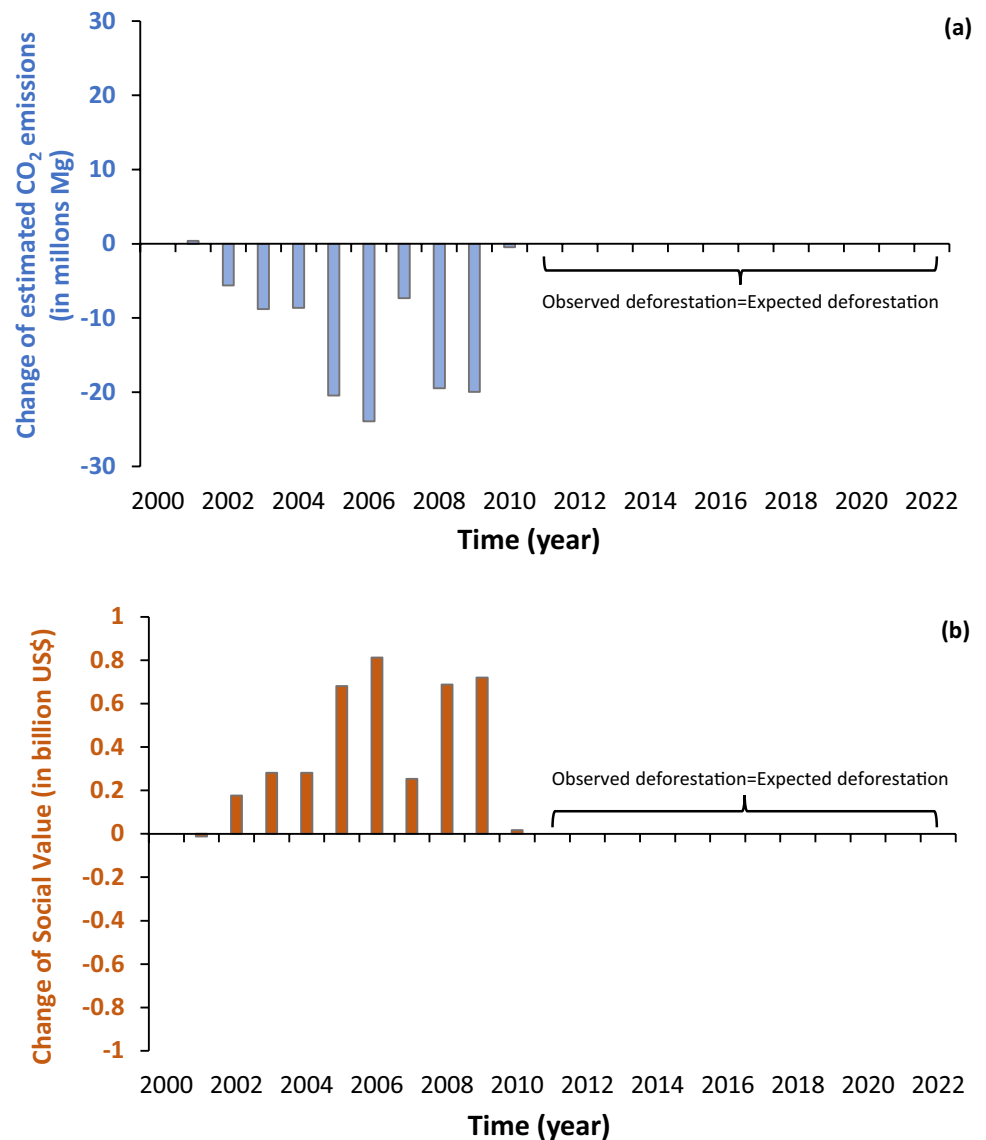 (a)
Change of estimated CO₂ emissions
(in millons Mg)
30
20
10
0
-10
-20
-30
Observed deforestation=Expected deforestation
2000 2002 2004 2006 2008 2010 2012 2014 2016 2018 2020 2022
Time (year)
(b)
Change of Social Value (in billion US$)
1
0.8
0.6
0.4
0.2
0
-0.2
-0.4
-0.6
-0.8
-1
Observed deforestation=Expected deforestation
2000 2002 2004 2006 2008 2010 2012 2014 2016 2018 2020 2022
Time (year)